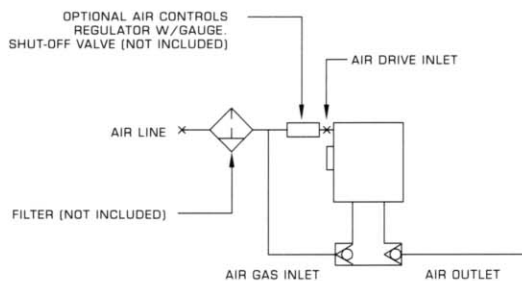 OPTIONAL AIR CONTROLS
REGULATOR W/GAUGE.
SHUT-OFF VALVE (NOT INCLUDED)
AIR DRIVE INLET
AIR LINE
FILTER (NOT INCLUDED)
AIR GAS INLET
AIR OUTLET